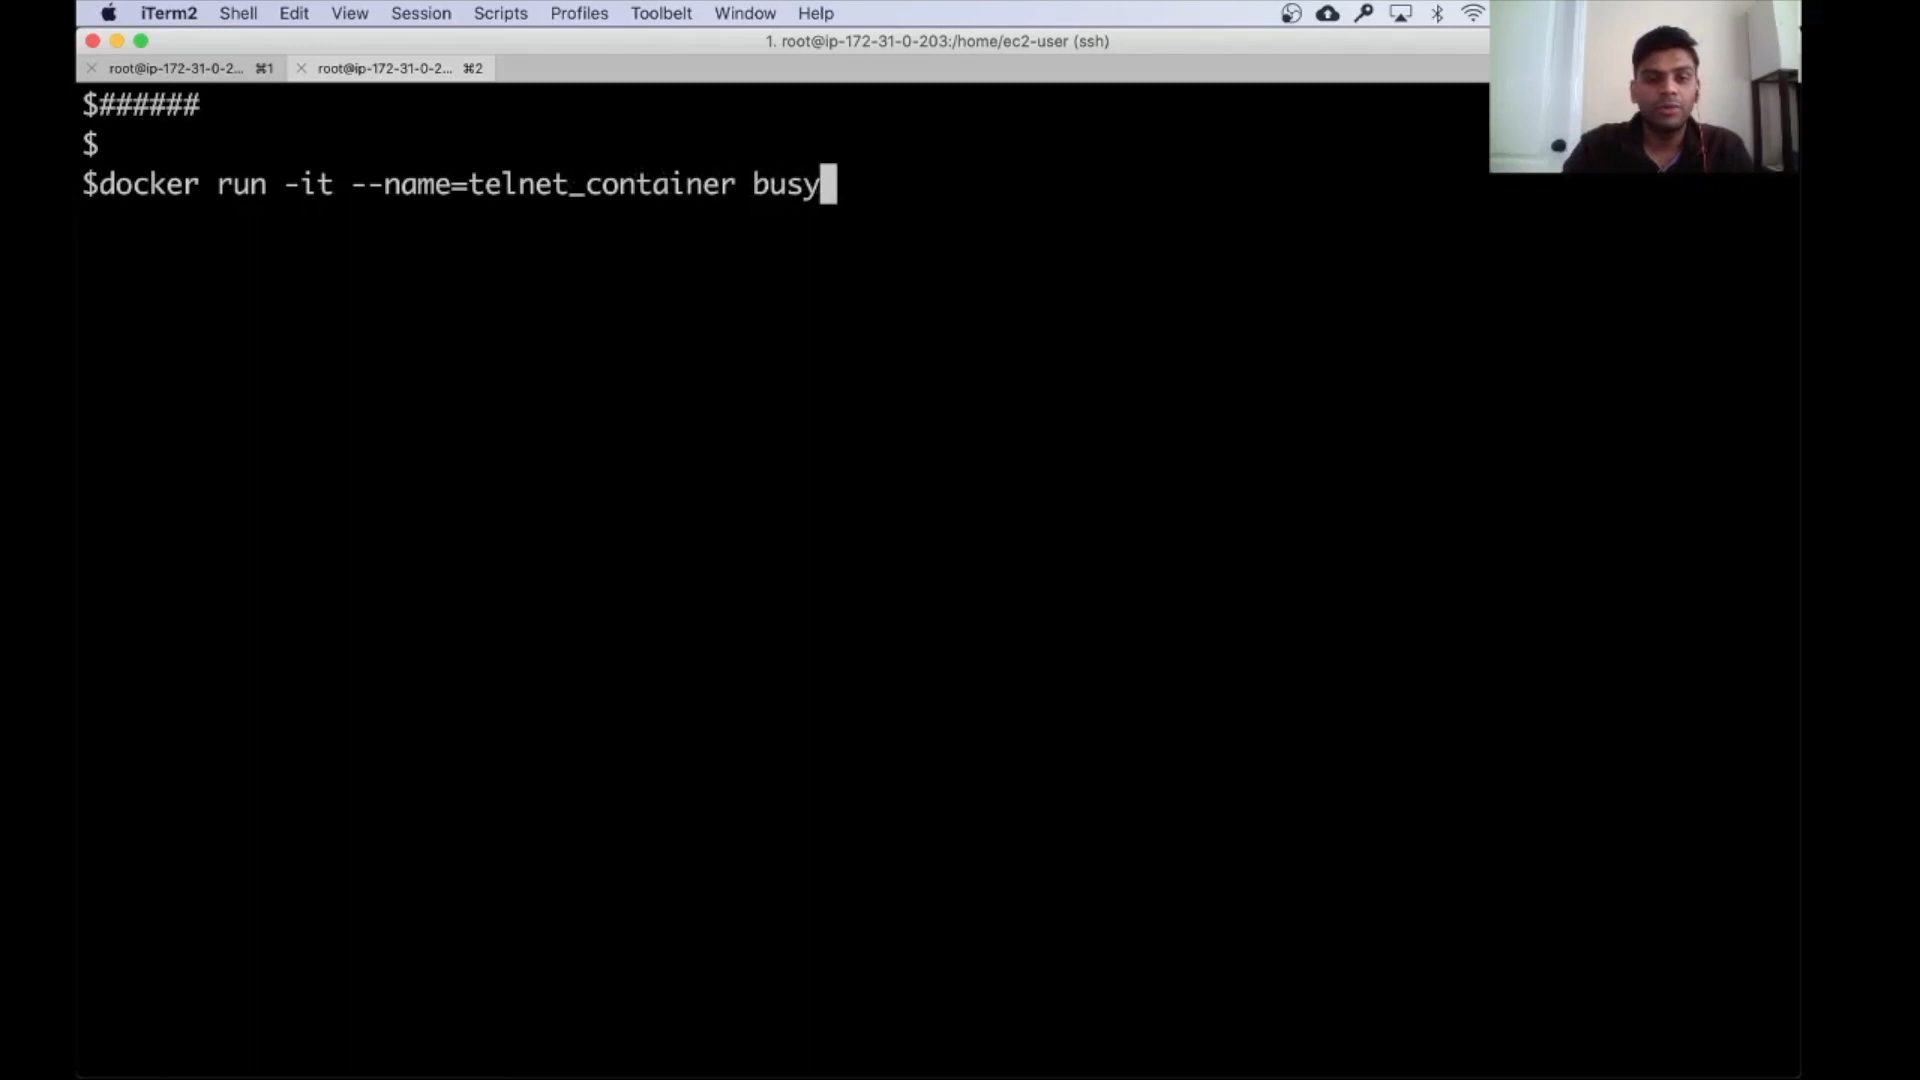 iTerm2 Shell Edit View Session Scripts Profiles Toolbelt Window Help
1. root@ip-172-31-0-203:/home/ec2-user (ssh)
root@ip-172-31-0-2... ⌘1 root@ip-172-31-0-2... ⌘2
$######
$
$docker run -it --name=telnet_container busy